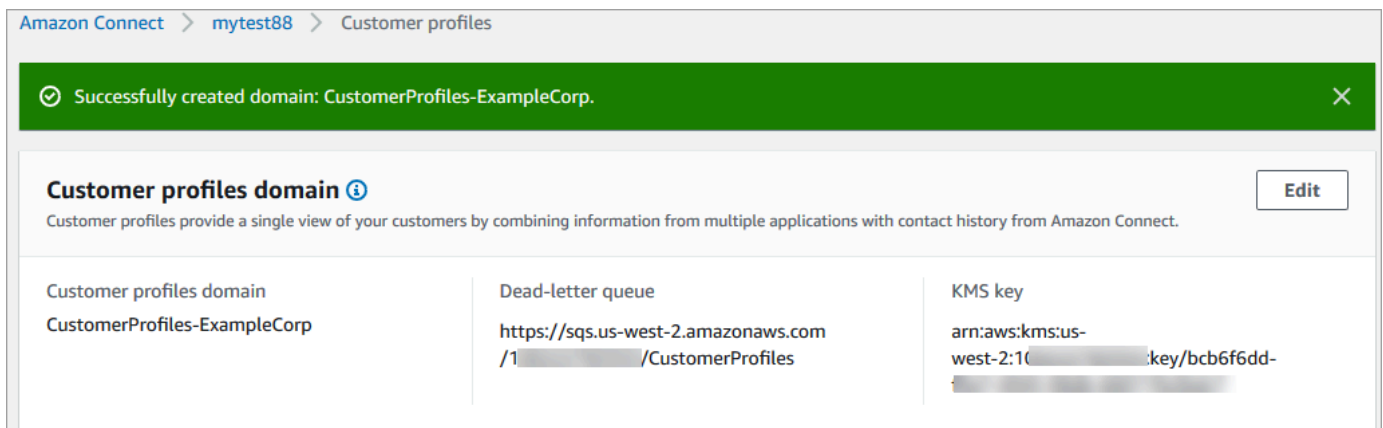 Amazon Connect > mytest88 > Customer profiles
Successfully created domain: CustomerProfiles-ExampleCorp.
Customer profiles domain
Edit
Customer profiles provide a single view of your customers by combining information from multiple applications with contact history from Amazon Connect.
Customer profiles domain
CustomerProfiles-ExampleCorp
Dead-letter queue
https://sqs.us-west-2.amazonaws.com
/1 /CustomerProfiles
KMS key
arn:aws:kms:us-
west-2:10 :key/bcb6f6dd-